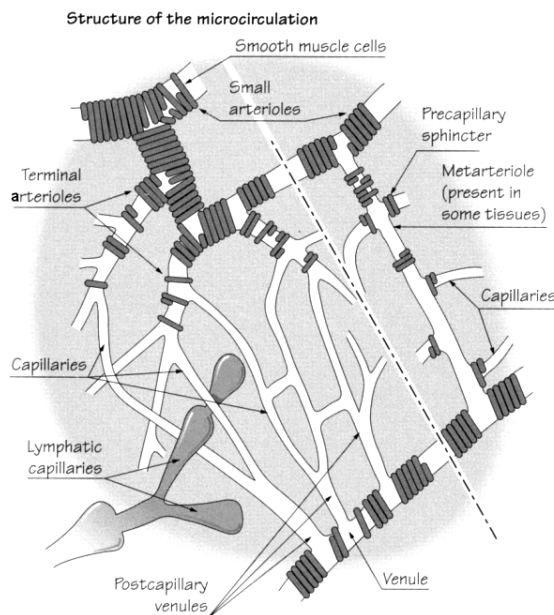 Structure of the microcirculation
Smooth muscle cells
Small
arterioles
Precapillary
sphincter
Terminal
arterioles
Metarteriole
(present in
some tissues)
Capillaries
Capillaries
Lymphatic
capillaries
Postcapillary
venules
Venule